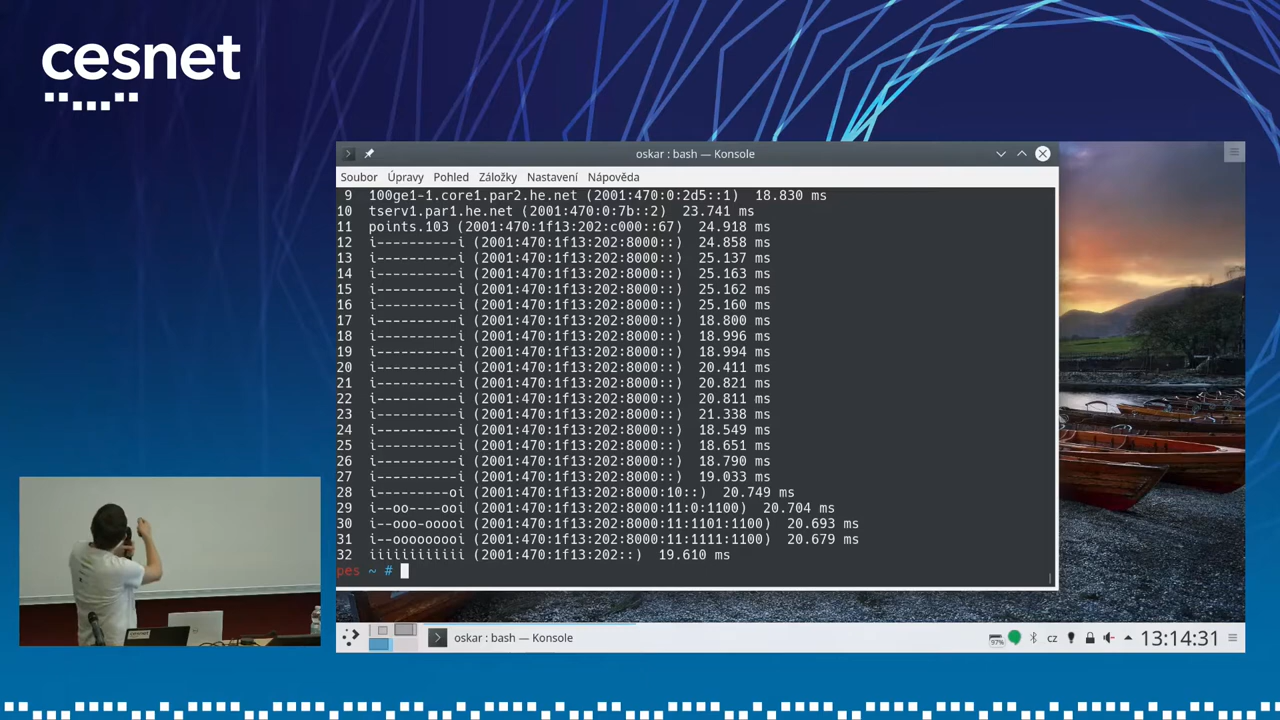 cesnet
oskar : bash — Konsole
Soubor Úpravy Pohled Záložky Nastavení Nápověda
9 100ge1-1.core1.par2.he.net (2001:470:0:2d5::1) 18.830 ms
10 tserv1.par1.he.net (2001:470:0:7b::2) 23.741 ms
11 points.103 (2001:470:1f13:202:c000::67) 24.918 ms
12 i----------i (2001:470:1f13:202:8000::) 24.858 ms
13 i----------i (2001:470:1f13:202:8000::) 25.137 ms
14 i----------i (2001:470:1f13:202:8000::) 25.163 ms
15 i----------i (2001:470:1f13:202:8000::) 25.162 ms
16 i----------i (2001:470:1f13:202:8000::) 25.160 ms
17 i----------i (2001:470:1f13:202:8000::) 18.800 ms
18 i----------i (2001:470:1f13:202:8000::) 18.996 ms
19 i----------i (2001:470:1f13:202:8000::) 18.994 ms
20 i----------i (2001:470:1f13:202:8000::) 20.411 ms
21 i----------i (2001:470:1f13:202:8000::) 20.821 ms
22 i----------i (2001:470:1f13:202:8000::) 20.811 ms
23 i----------i (2001:470:1f13:202:8000::) 21.338 ms
24 i----------i (2001:470:1f13:202:8000::) 18.549 ms
25 i----------i (2001:470:1f13:202:8000::) 18.651 ms
26 i----------i (2001:470:1f13:202:8000::) 18.790 ms
27 i----------i (2001:470:1f13:202:8000::) 19.033 ms
28 i---------oi (2001:470:1f13:202:8000:10::) 20.749 ms
29 i--oo----ooi (2001:470:1f13:202:8000:11:0:1100) 20.704 ms
30 i--ooo-ooooi (2001:470:1f13:202:8000:11:1101:1100) 20.693 ms
31 i--ooooooooi (2001:470:1f13:202:8000:11:1111:1100) 20.679 ms
32 iiiiiiiiiiii (2001:470:1f13:202::) 19.610 ms
pes ~ #
oskar : bash — Konsole
97%
cz
13:14:31